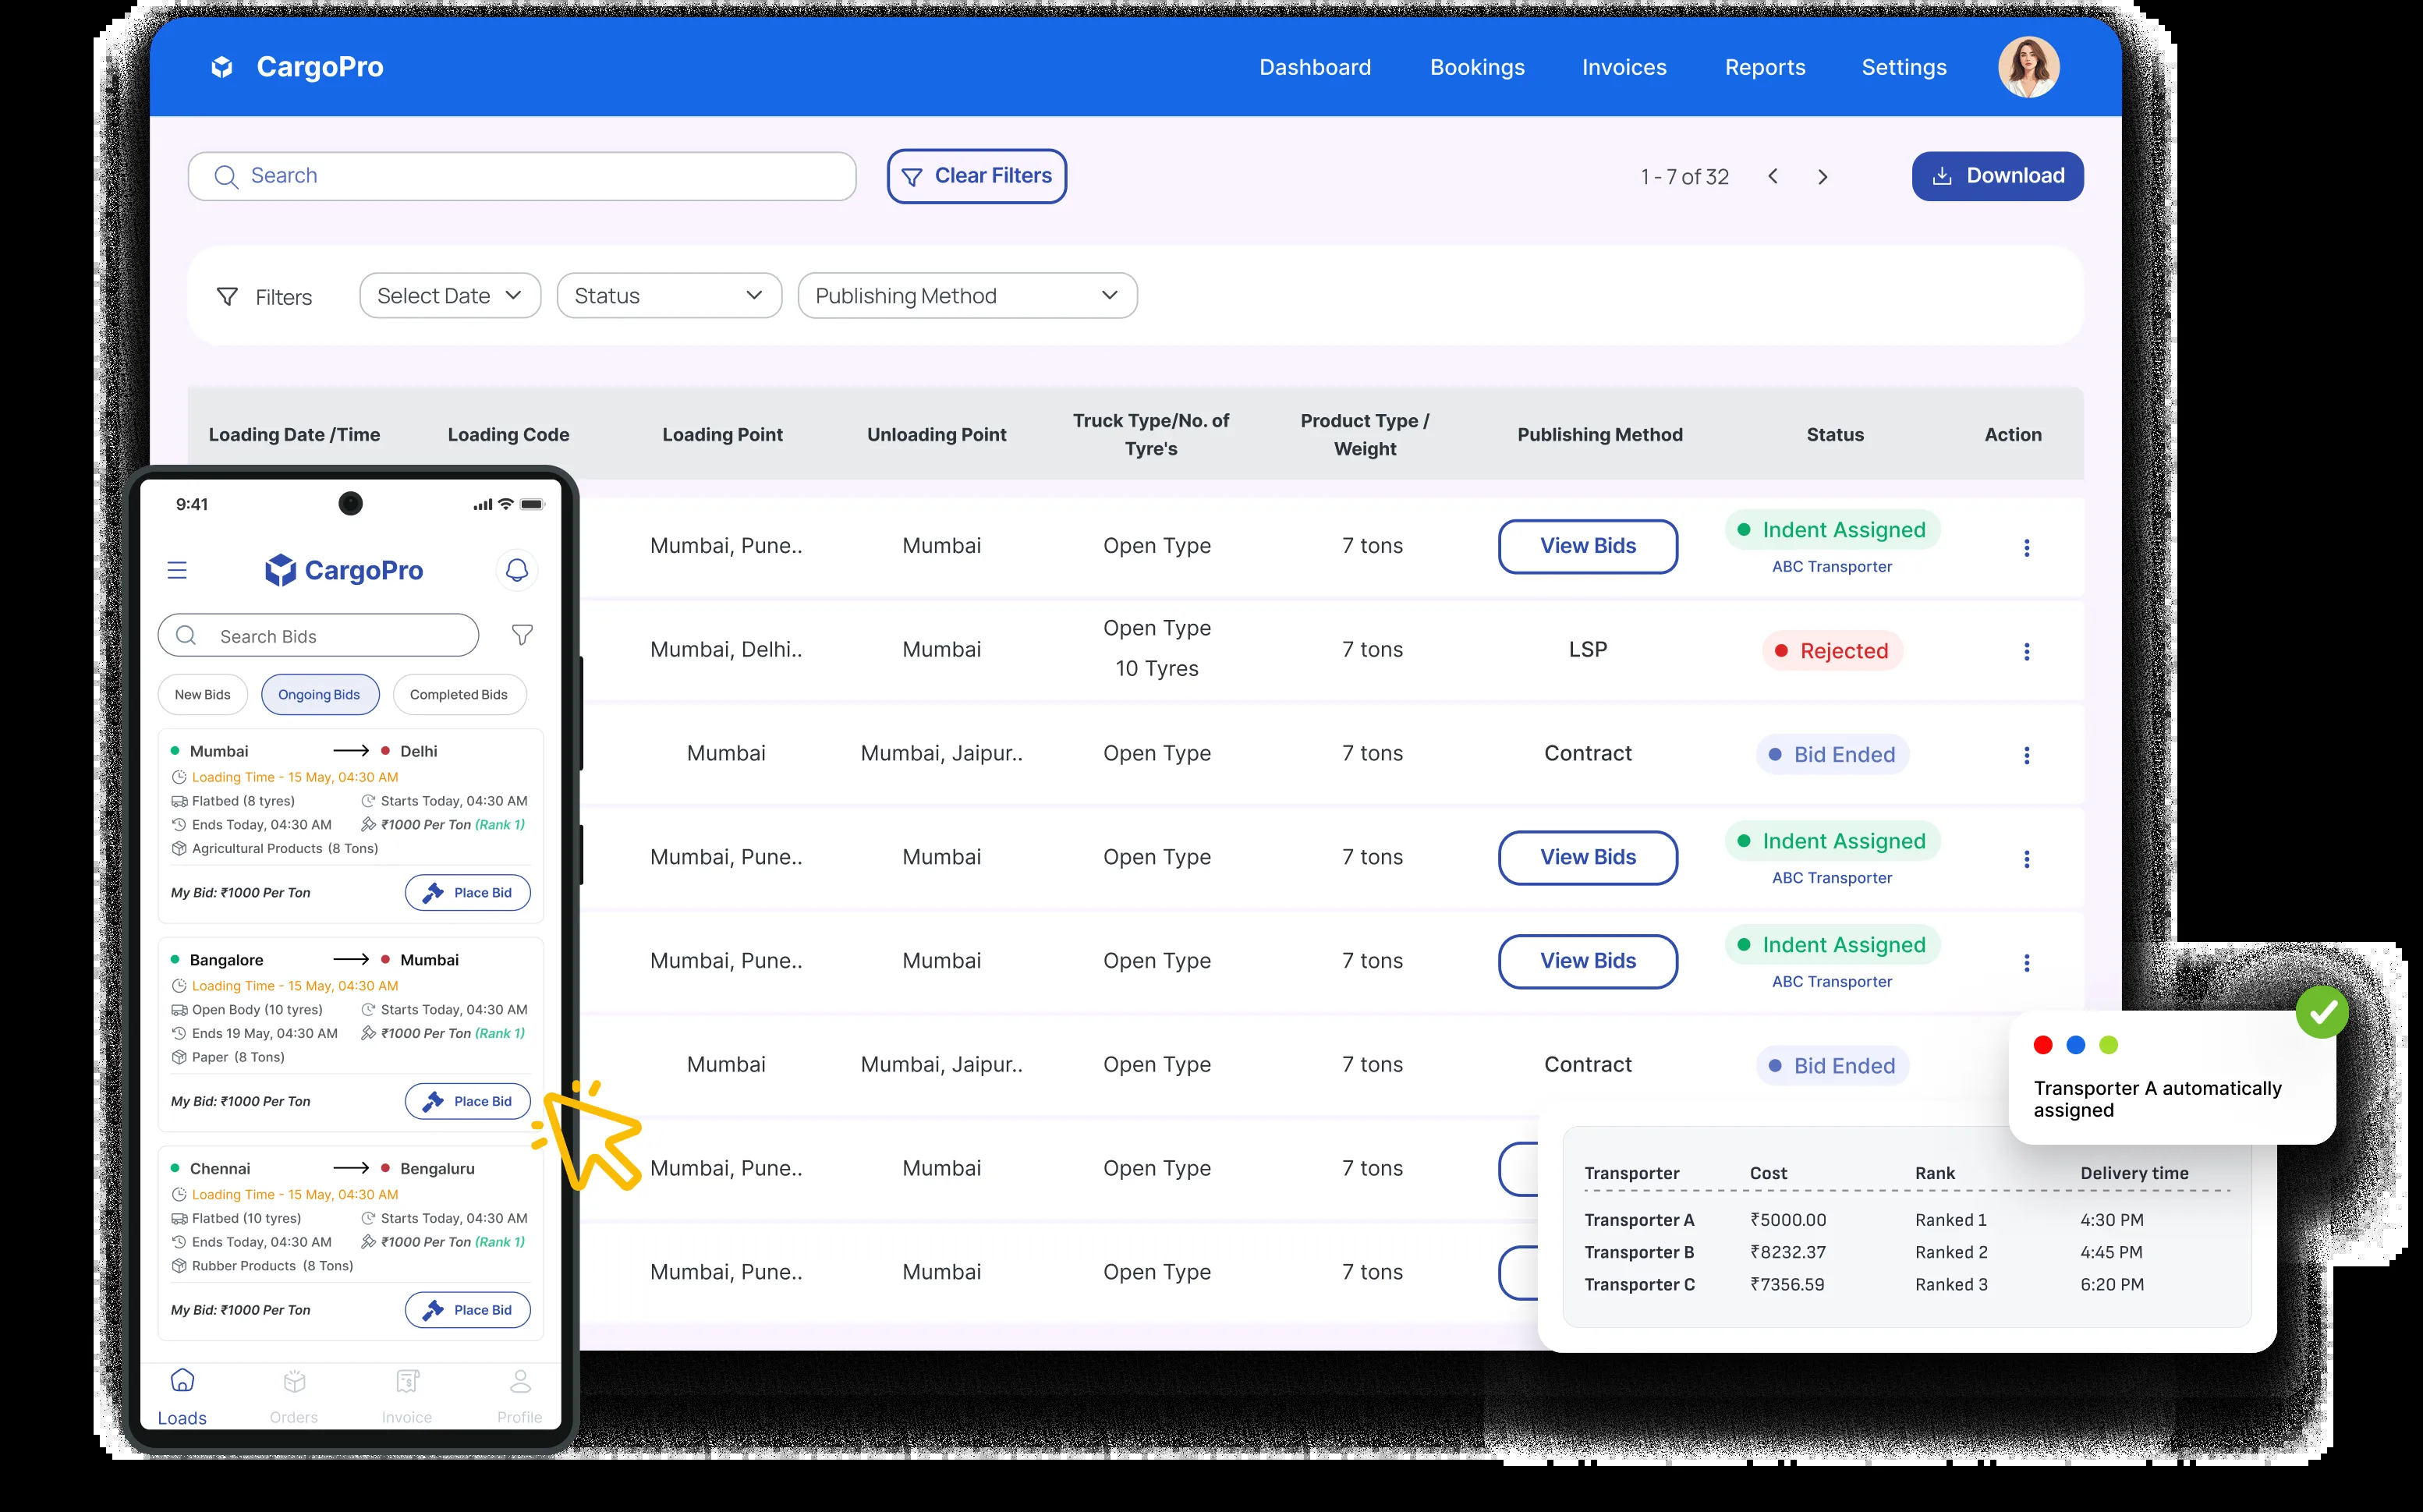 CargoPro
Dashboard
Bookings
Invoices
Reports
Settings
Search
Clear Filters
1 - 7 of 32
Download
Filters
Select Date
Status
Publishing Method
Loading Date /Time
Loading Code
Loading Point
Unloading Point
Truck Type/No. of
Tyre's
Product Type /
Weight
Publishing Method
Status
Action
Mumbai, Pune..
Mumbai
Open Type
7 tons
View Bids
Indent Assigned
ABC Transporter
Mumbai, Delhi..
Mumbai
Open Type
10 Tyres
7 tons
LSP
Rejected
Mumbai
Mumbai, Jaipur..
Open Type
7 tons
Contract
Bid Ended
Mumbai, Pune..
Mumbai
Open Type
7 tons
View Bids
Indent Assigned
ABC Transporter
Mumbai, Pune..
Mumbai
Open Type
7 tons
View Bids
Indent Assigned
ABC Transporter
Mumbai
Mumbai, Jaipur..
Open Type
7 tons
Contract
Bid Ended
Mumbai, Pune..
Mumbai
Open Type
7 tons
Mumbai, Pune..
Mumbai
Open Type
7 tons
9:41
CargoPro
Search Bids
New Bids
Ongoing Bids
Completed Bids
Mumbai
Delhi
Loading Time - 15 May, 04:30 AM
Flatbed (8 tyres)
Starts Today, 04:30 AM
Ends Today, 04:30 AM
₹1000 Per Ton (Rank 1)
Agricultural Products (8 Tons)
My Bid: ₹1000 Per Ton
Place Bid
Bangalore
Mumbai
Loading Time - 15 May, 04:30 AM
Open Body (10 tyres)
Starts Today, 04:30 AM
Ends 19 May, 04:30 AM
₹1000 Per Ton (Rank 1)
Paper (8 Tons)
My Bid: ₹1000 Per Ton
Place Bid
Chennai
Bengaluru
Loading Time - 15 May, 04:30 AM
Flatbed (10 tyres)
Starts Today, 04:30 AM
Ends Today, 04:30 AM
₹1000 Per Ton (Rank 1)
Rubber Products (8 Tons)
My Bid: ₹1000 Per Ton
Place Bid
Loads
Orders
Invoice
Profile
Transporter A automatically
assigned
Transporter
Cost
Rank
Delivery time
Transporter A
₹5000.00
Ranked 1
4:30 PM
Transporter B
₹8232.37
Ranked 2
4:45 PM
Transporter C
₹7356.59
Ranked 3
6:20 PM